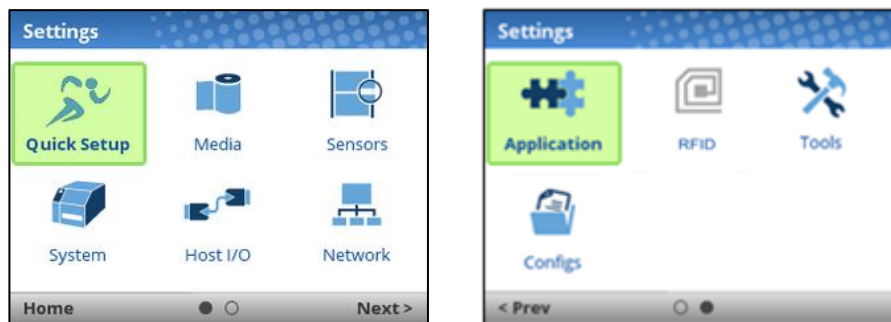 Settings
Quick Setup Media Sensors
System Host I/O Network
Home Next >
Settings
Application RFID Tools
Configs
< Prev